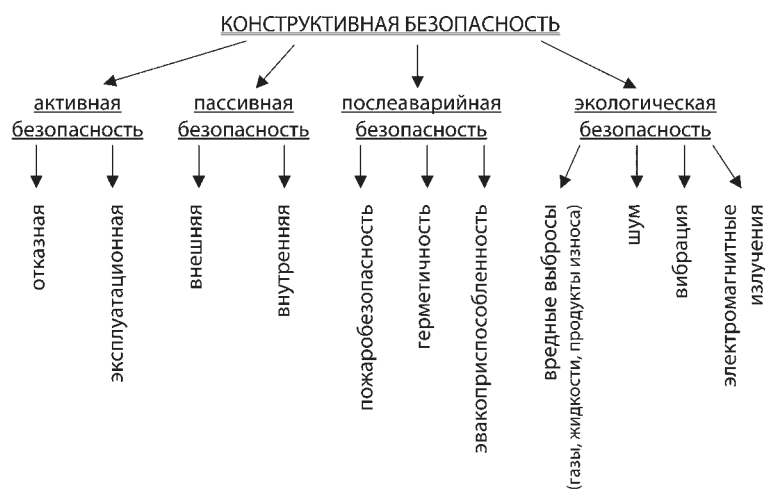 КОНСТРУКТИВНАЯ БЕЗОПАСНОСТЬ
активная
безопасность
пассивная
безопасность
послеаварийная
безопасность
экологическая
безопасность
отказная
эксплуатационная
внешняя
внутренняя
пожаробезопасность
герметичность
эвакоприспособленность
вредные выбросы
(газы, жидкости, продукты износа)
шум
вибрация
электромагнитные
излучения